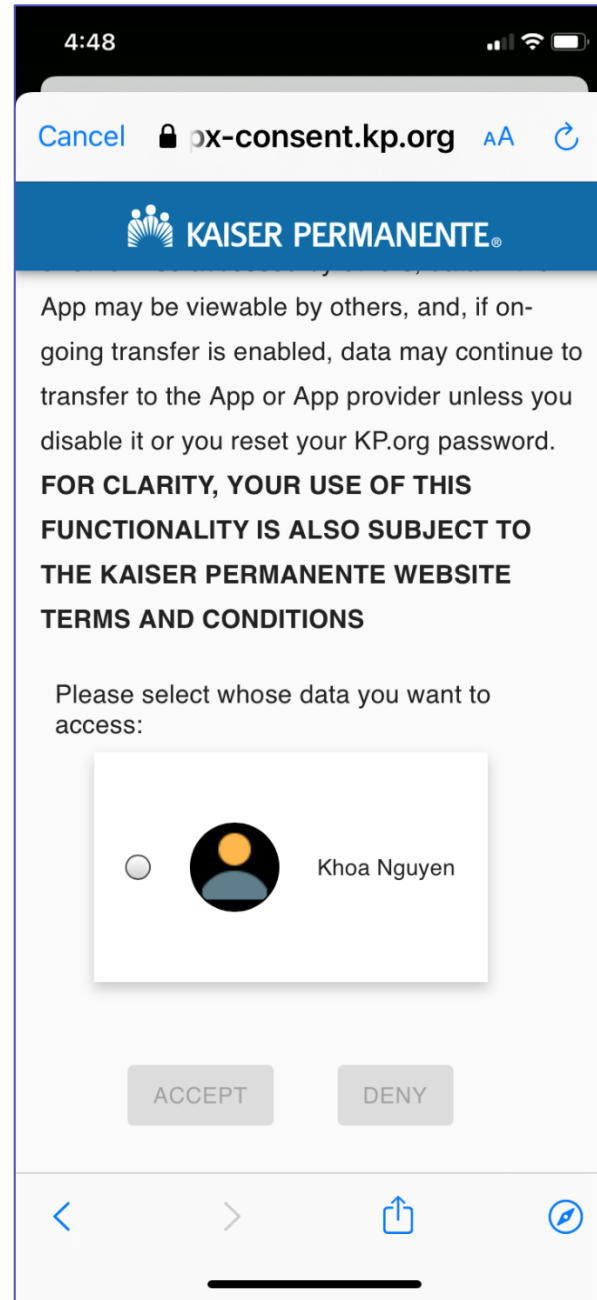 4:48
Cancel px-consent.kp.org AA
KAISER PERMANENTE®
App may be viewable by others, and, if on-
going transfer is enabled, data may continue to
transfer to the App or App provider unless you
disable it or you reset your KP.org password.
FOR CLARITY, YOUR USE OF THIS
FUNCTIONALITY IS ALSO SUBJECT TO
THE KAISER PERMANENTE WEBSITE
TERMS AND CONDITIONS
Please select whose data you want to
access:
Khoa Nguyen
ACCEPT DENY